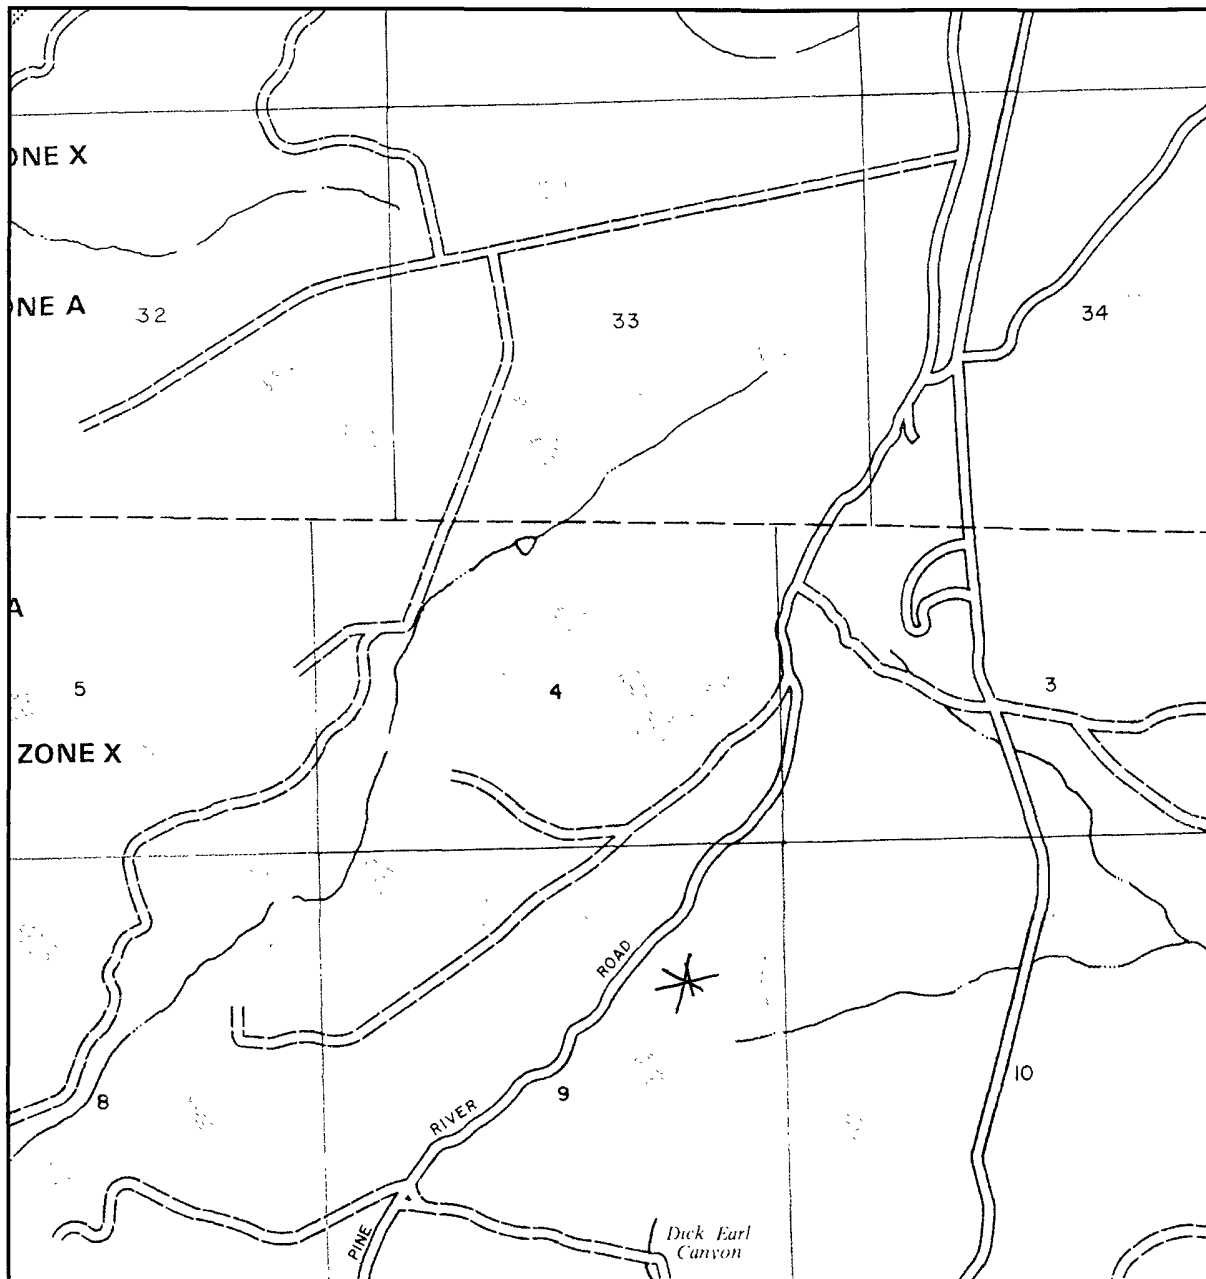 ONE X
ONE A
32
33
34
A
5
4
3
ZONE X
ROAD
8
RIVER
9
10
PINE
Dick Earl
Canyon